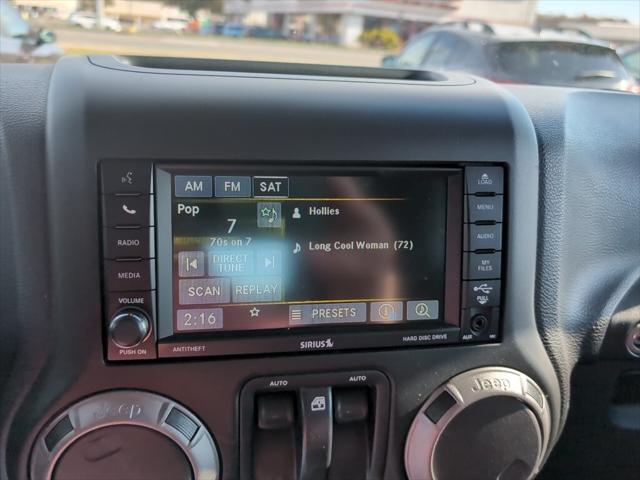 AM FM SAT
Pop
7
70s on 7
Hollies
Long Cool Woman (72)
DIRECT
TUNE
SCAN REPLAY
2:16 PRESETS
RADIO
MEDIA
VOLUME
PUSH ON
LOAD
MENU
AUDIO
MY
FILES
PULL
AUX
ANTITHEFT SIRIUS HARD DISC DRIVE
AUTO AUTO
Jeep
Jeep